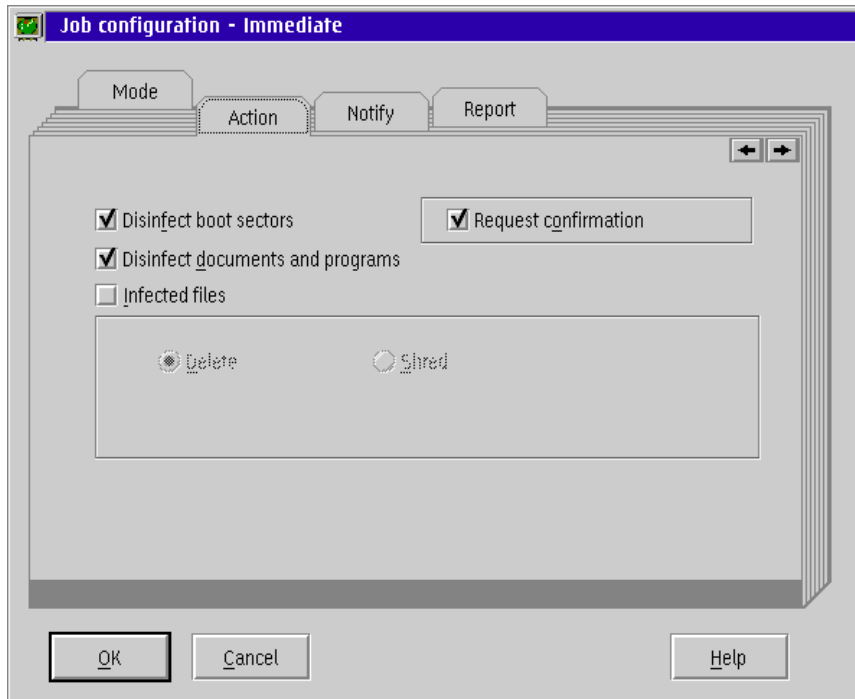 Job configuration - Immediate
Mode
Action
Notify
Report
Disinfect boot sectors
Request confirmation
Disinfect documents and programs
Infected files
Delete
Shred
OK
Cancel
Help